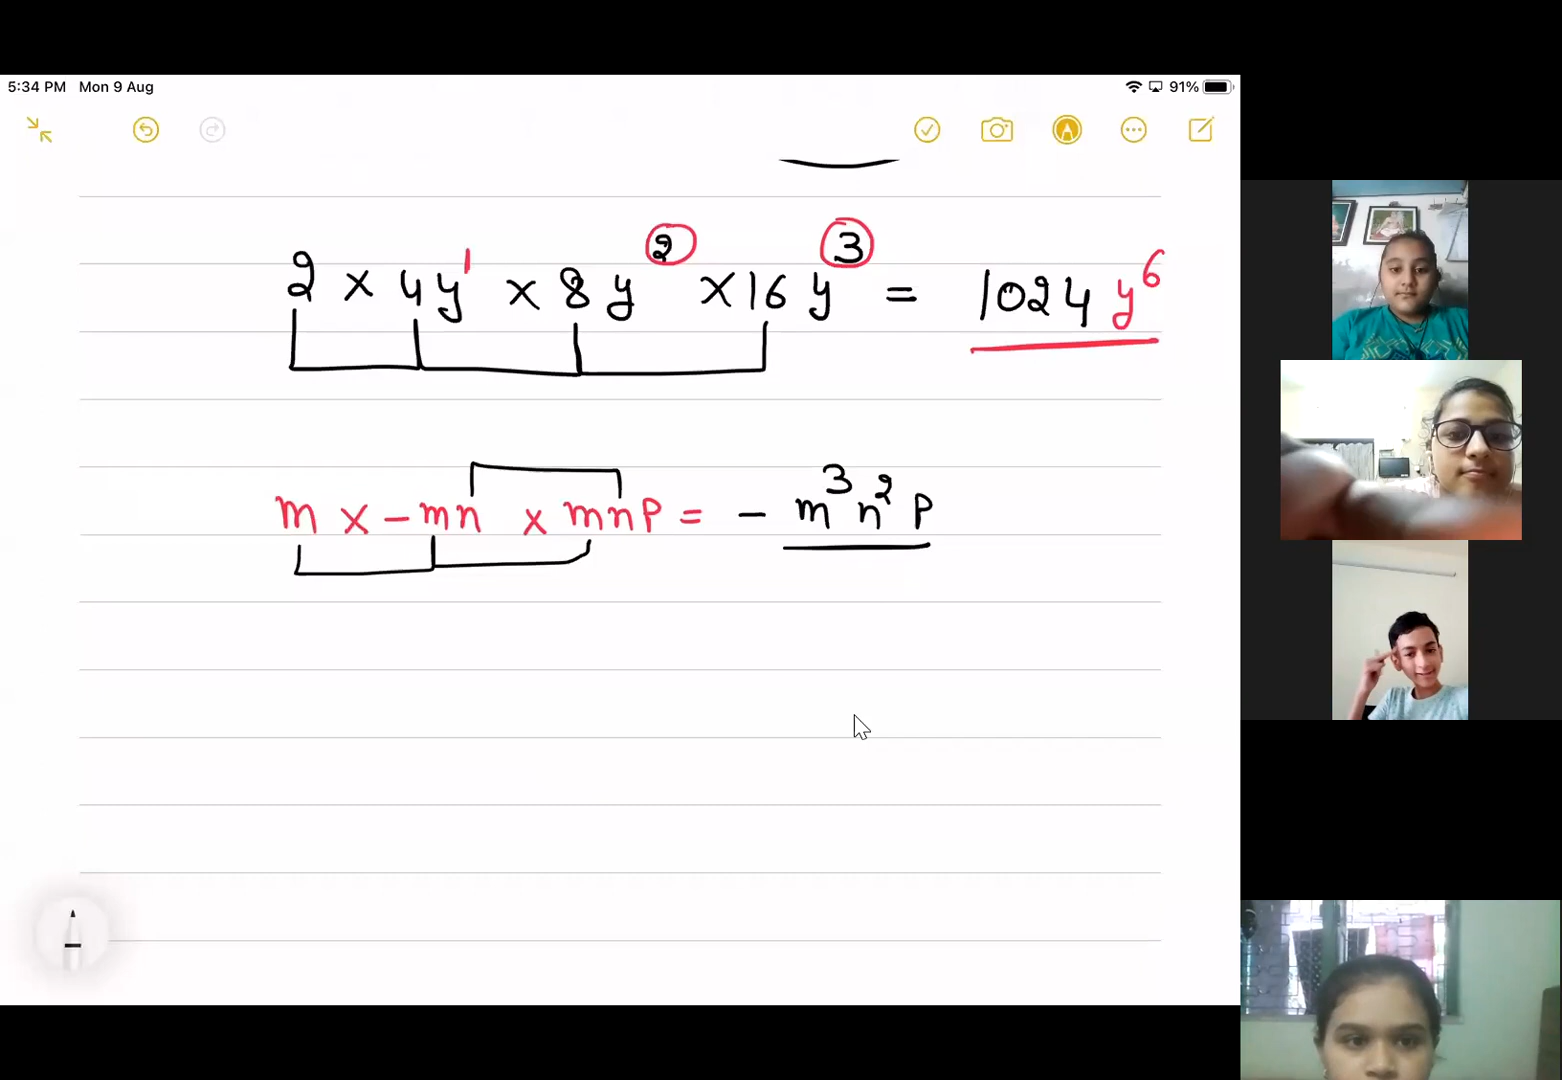 5:34 PM Mon 9 Aug 91%
2 × 4y¹ × 8y² × 16y³ = 1024y⁶
m × -mn × mnp = - m³n²p